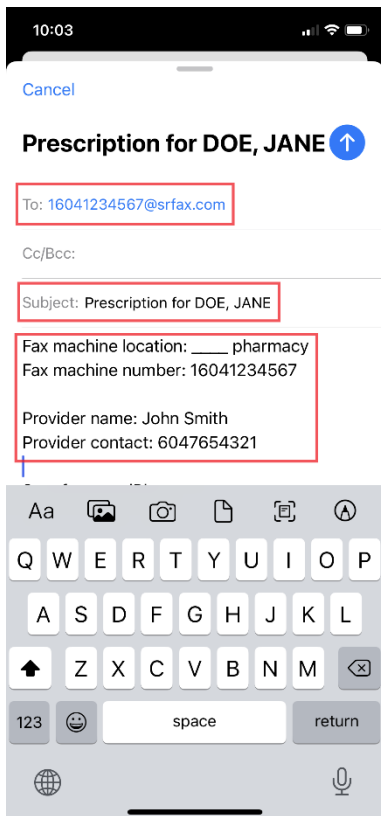 10:03
Cancel
Prescription for DOE, JANE
To: 16041234567@srfax.com
Cc/Bcc:
Subject: Prescription for DOE, JANE
Fax machine location: ____ pharmacy
Fax machine number: 16041234567
Provider name: John Smith
Provider contact: 6047654321
Aa
Q W E R T Y U I O P
A S D F G H J K L
Z X C V B N M
123 space return